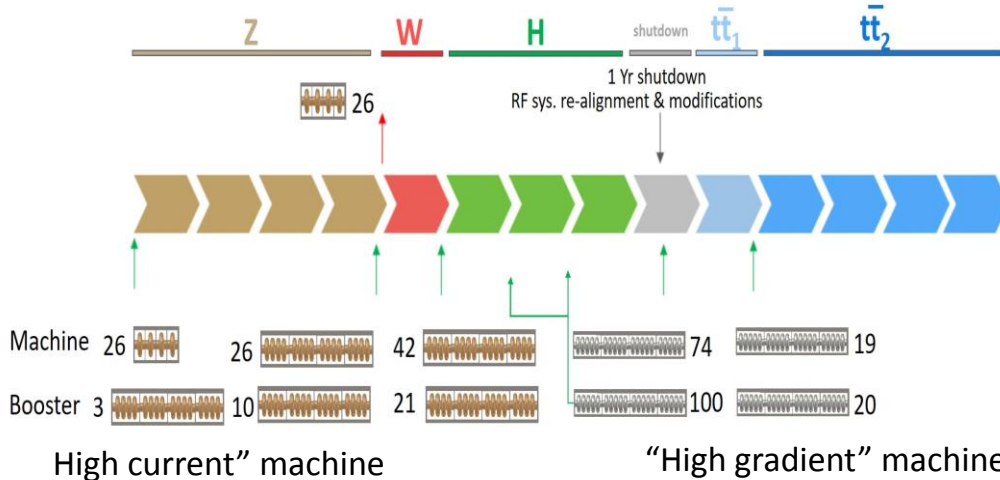 Z W H shutdown tt̄₁ tt̄₂
1 Yr shutdown
RF sys. re-alignment & modifications
26
Machine 26 26 42 74 19
Booster 3 10 21 100 20
High current” machine “High gradient” machine